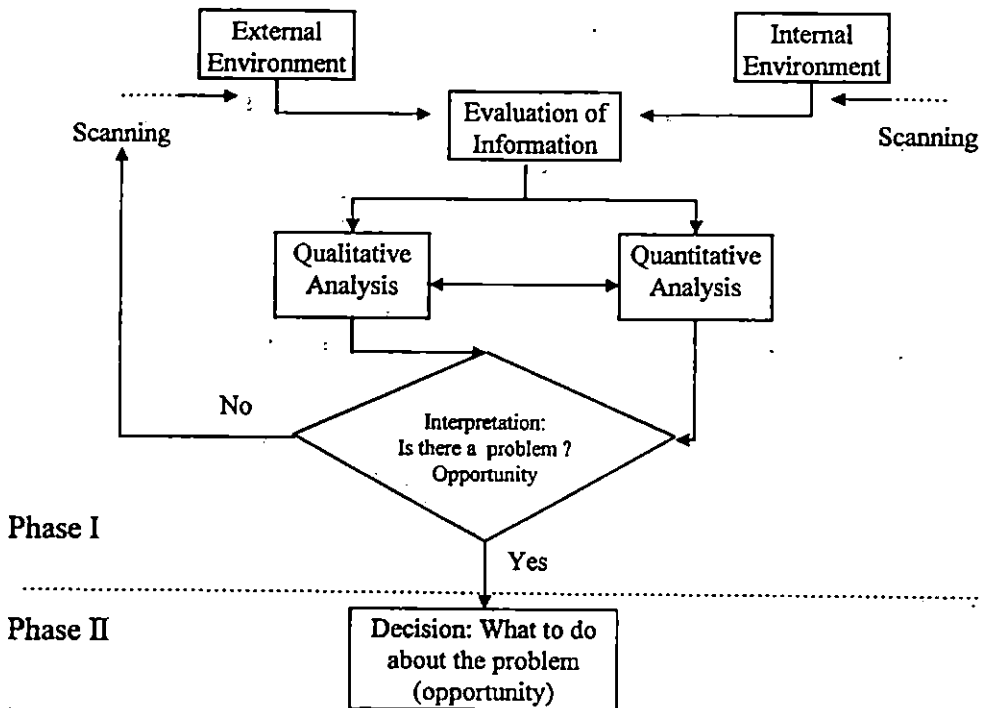 External
Environment
Internal
Environment
Scanning
Evaluation of
Information
Scanning
Qualitative
Analysis
Quantitative
Analysis
No
Interpretation:
Is there a problem ?
Opportunity
Phase I
Yes
Phase II
Decision: What to do
about the problem
(opportunity)